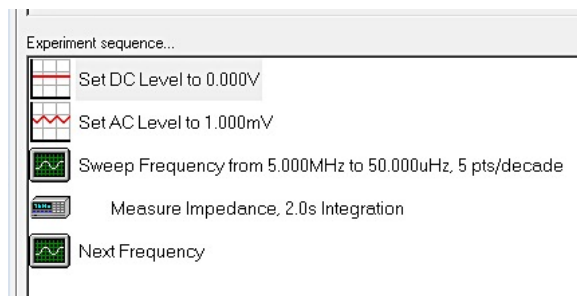 Experiment sequence...
Set DC Level to 0.000V
Set AC Level to 1.000mV
Sweep Frequency from 5.000MHz to 50.000uHz, 5 pts/decade
Measure Impedance, 2.0s Integration
Next Frequency